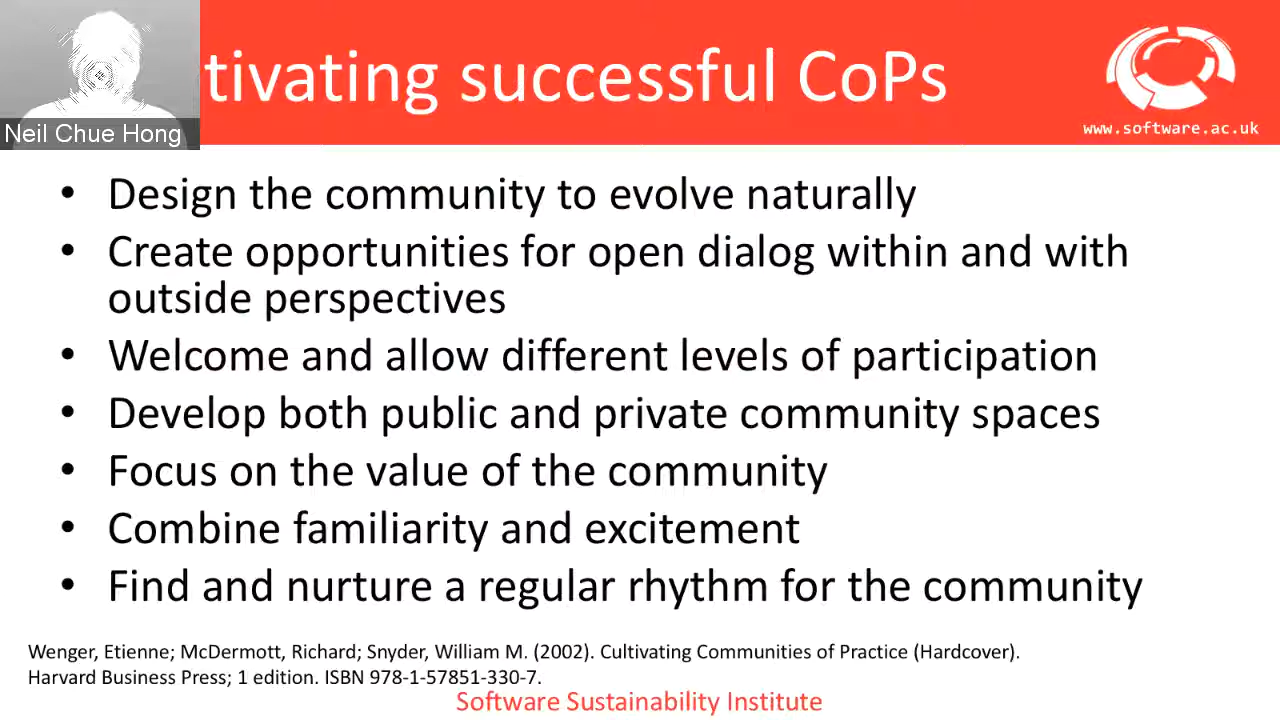 tivating successful CoPs
www.software.ac.uk
Neil Chue Hong
• Design the community to evolve naturally
• Create opportunities for open dialog within and with
outside perspectives
• Welcome and allow different levels of participation
• Develop both public and private community spaces
• Focus on the value of the community
• Combine familiarity and excitement
• Find and nurture a regular rhythm for the community
Wenger, Etienne; McDermott, Richard; Snyder, William M. (2002). Cultivating Communities of Practice (Hardcover).
Harvard Business Press; 1 edition. ISBN 978-1-57851-330-7.
Software Sustainability Institute